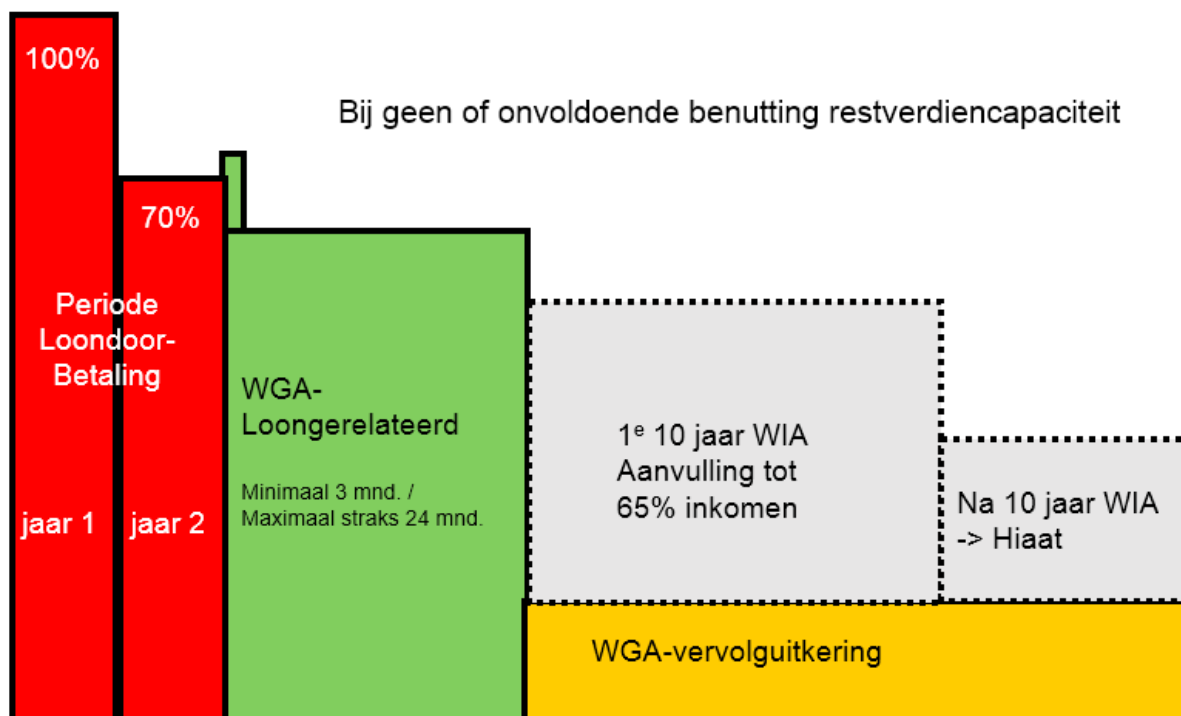 100%
Bij geen of onvoldoende benutting restverdiencapaciteit
70%
Periode
Loondoor-
Betaling
jaar 1
jaar 2
WGA-
Loongerelateerd
Minimaal 3 mnd. /
Maximaal straks 24 mnd.
1e 10 jaar WIA
Aanvulling tot
65% inkomen
Na 10 jaar WIA
-> Hiaat
WGA-vervolguitkering